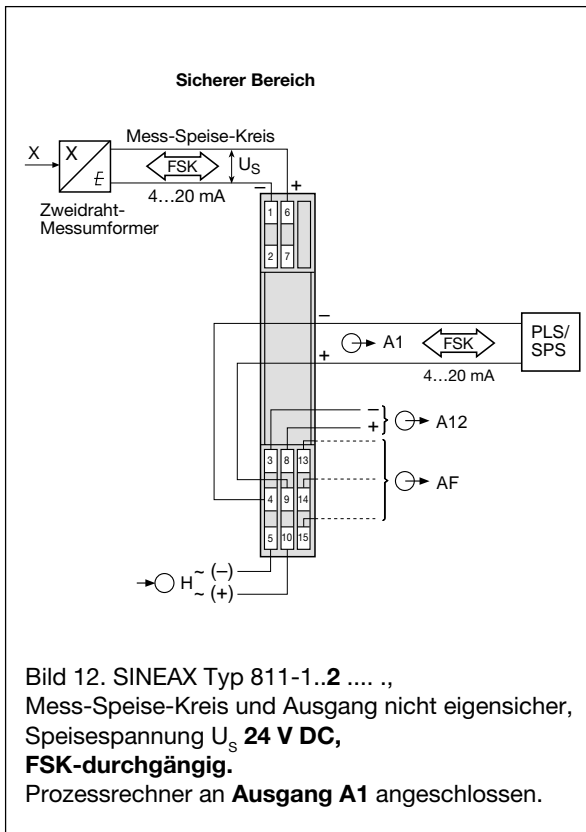 Sicherer Bereich
Mess-Speise-Kreis
X
X
E
FSK
U_S
4...20 mA
– +
Zweidraht-
Messumformer
1 6
2 7
–
+
A1
FSK
4...20 mA
PLS/
SPS
–
+
A12
3 8 13
4 9 14
5 10 15
AF
H ~ (–)
~ (+)
Bild 12. SINEAX Typ 811-1..2 .... .,
Mess-Speise-Kreis und Ausgang nicht eigensicher,
Speisespannung U_S 24 V DC,
FSK-durchgängig.
Prozessrechner an Ausgang A1 angeschlossen.